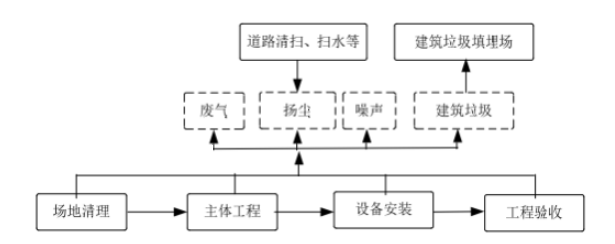 道路清扫、扫水等
建筑垃圾填埋场
废气
扬尘
噪声
建筑垃圾
场地清理
主体工程
设备安装
工程验收